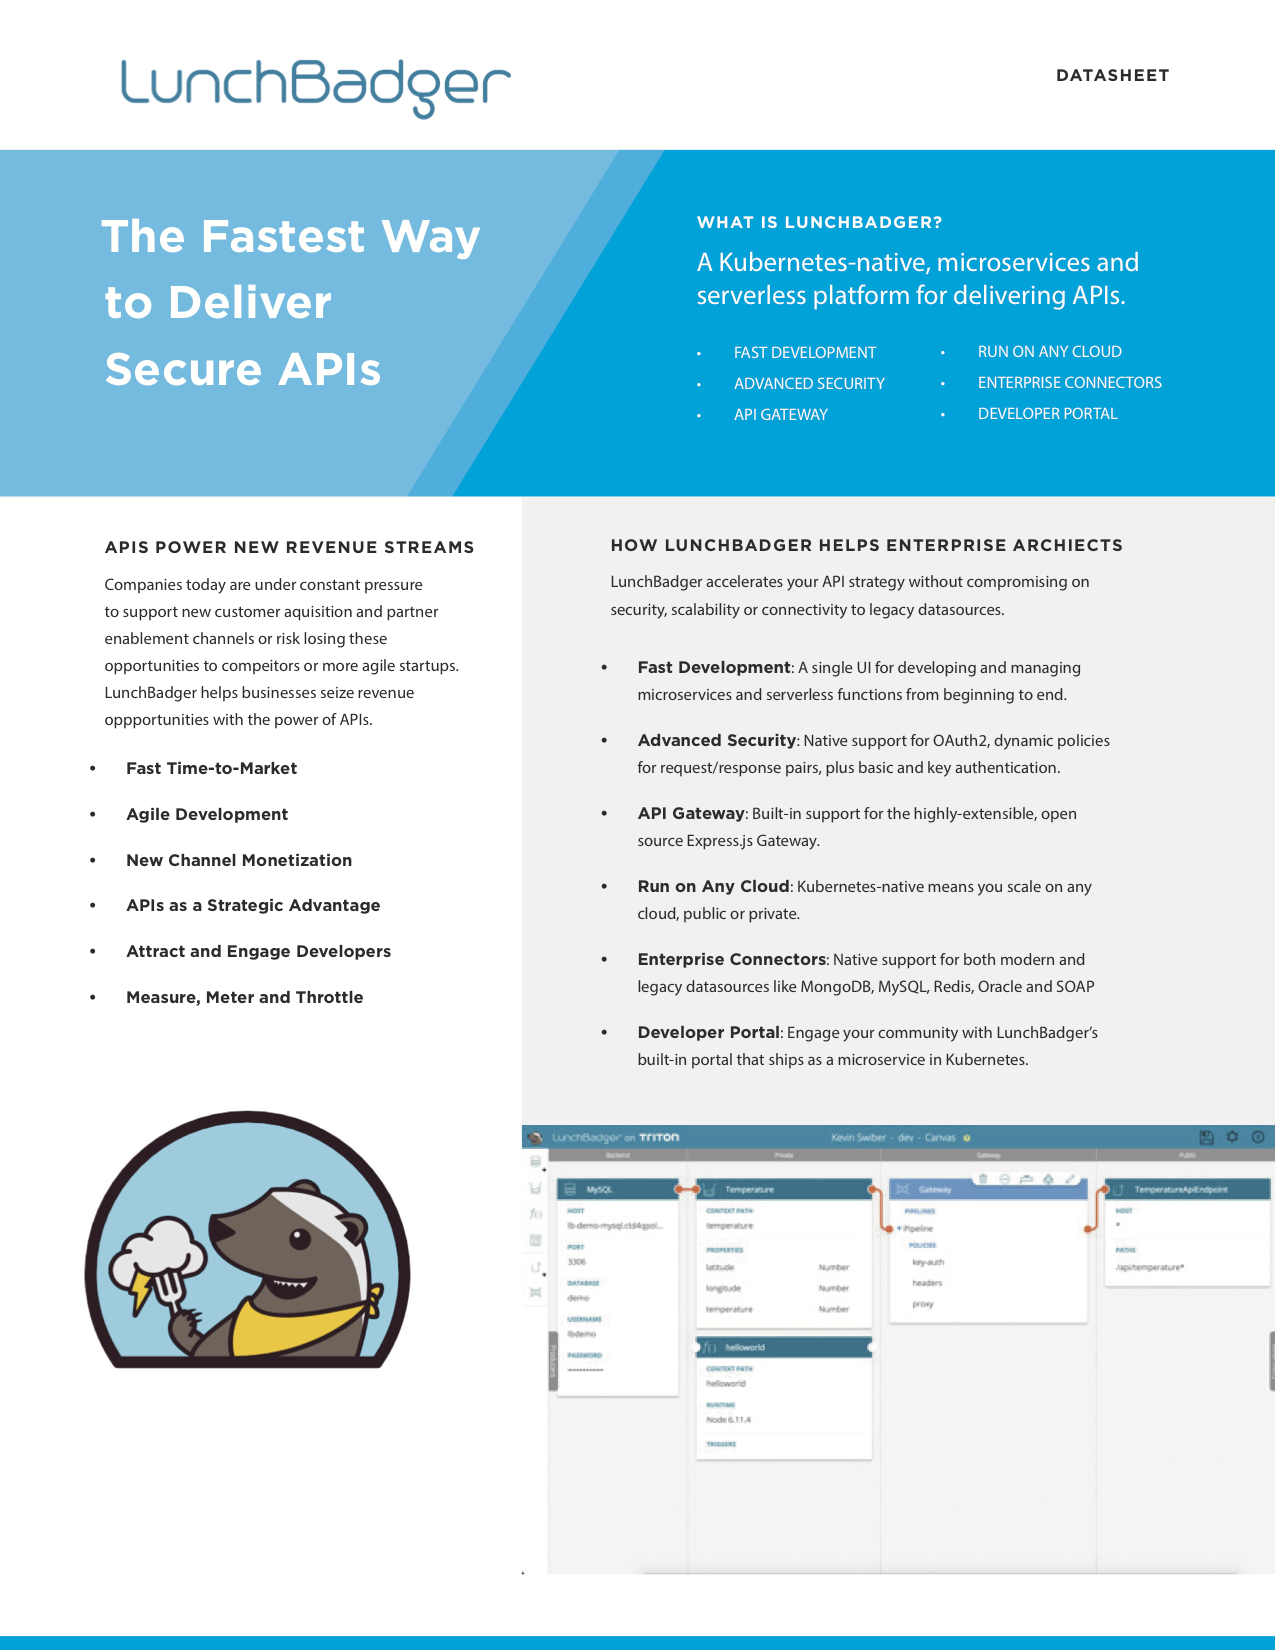 LunchBadger
DATASHEET
The Fastest Way
to Deliver
Secure APIs
WHAT IS LUNCHBADGER?
A Kubernetes-native, microservices and
serverless platform for delivering APIs.
• FAST DEVELOPMENT
• ADVANCED SECURITY
• API GATEWAY
• RUN ON ANY CLOUD
• ENTERPRISE CONNECTORS
• DEVELOPER PORTAL
APIS POWER NEW REVENUE STREAMS
Companies today are under constant pressure
to support new customer aquisition and partner
enablement channels or risk losing these
opportunities to compeitors or more agile startups.
LunchBadger helps businesses seize revenue
oppportunities with the power of APIs.
• Fast Time-to-Market
• Agile Development
• New Channel Monetization
• APIs as a Strategic Advantage
• Attract and Engage Developers
• Measure, Meter and Throttle
HOW LUNCHBADGER HELPS ENTERPRISE ARCHIECTS
LunchBadger accelerates your API strategy without compromising on
security, scalability or connectivity to legacy datasources.
• Fast Development: A single UI for developing and managing
microservices and serverless functions from beginning to end.
• Advanced Security: Native support for OAuth2, dynamic policies
for request/response pairs, plus basic and key authentication.
• API Gateway: Built-in support for the highly-extensible, open
source Express.js Gateway.
• Run on Any Cloud: Kubernetes-native means you scale on any
cloud, public or private.
• Enterprise Connectors: Native support for both modern and
legacy datasources like MongoDB, MySQL, Redis, Oracle and SOAP
• Developer Portal: Engage your community with LunchBadger's
built-in portal that ships as a microservice in Kubernetes.
LunchBadger on TRITON
Kevin Swiber - dev - Canvas
Backend
Private
Gateway
Public
MySQL
HOST
lb-demo-mysql.ctd4qpol...
PORT
3306
DATABASE
demo
USERNAME
lbdemo
PASSWORD
Producers
Temperature
CONTEXT PATH
temperature
PROPERTIES
latitude Number
longitude Number
temperature Number
f() helloworld
CONTEXT PATH
helloworld
RUNTIME
Node 6.11.4
TRIGGERS
Gateway
PIPELINES
Pipeline
POLICIES
key-auth
headers
proxy
TemperatureApiEndpoint
HOST
*
PATHS
/api/temperature*